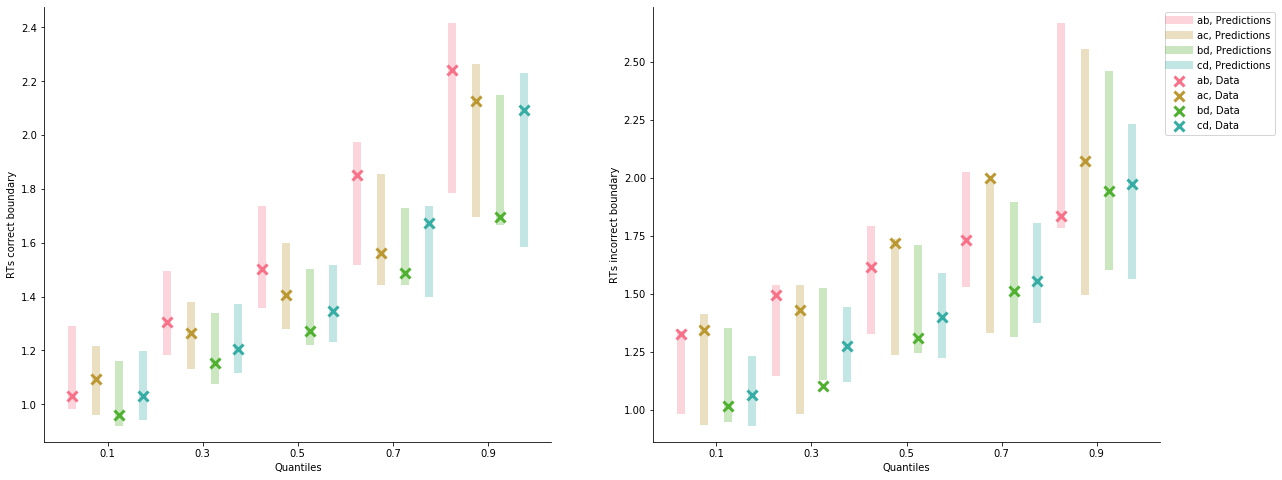 2.4
2.2
2.0
1.8
1.6
1.4
1.2
1.0
RTs correct boundary
0.1 0.3 0.5 0.7 0.9
Quantiles
2.50
2.25
2.00
1.75
1.50
1.25
1.00
RTs incorrect boundary
0.1 0.3 0.5 0.7 0.9
Quantiles
ab, Predictions
ac, Predictions
bd, Predictions
cd, Predictions
ab, Data
ac, Data
bd, Data
cd, Data